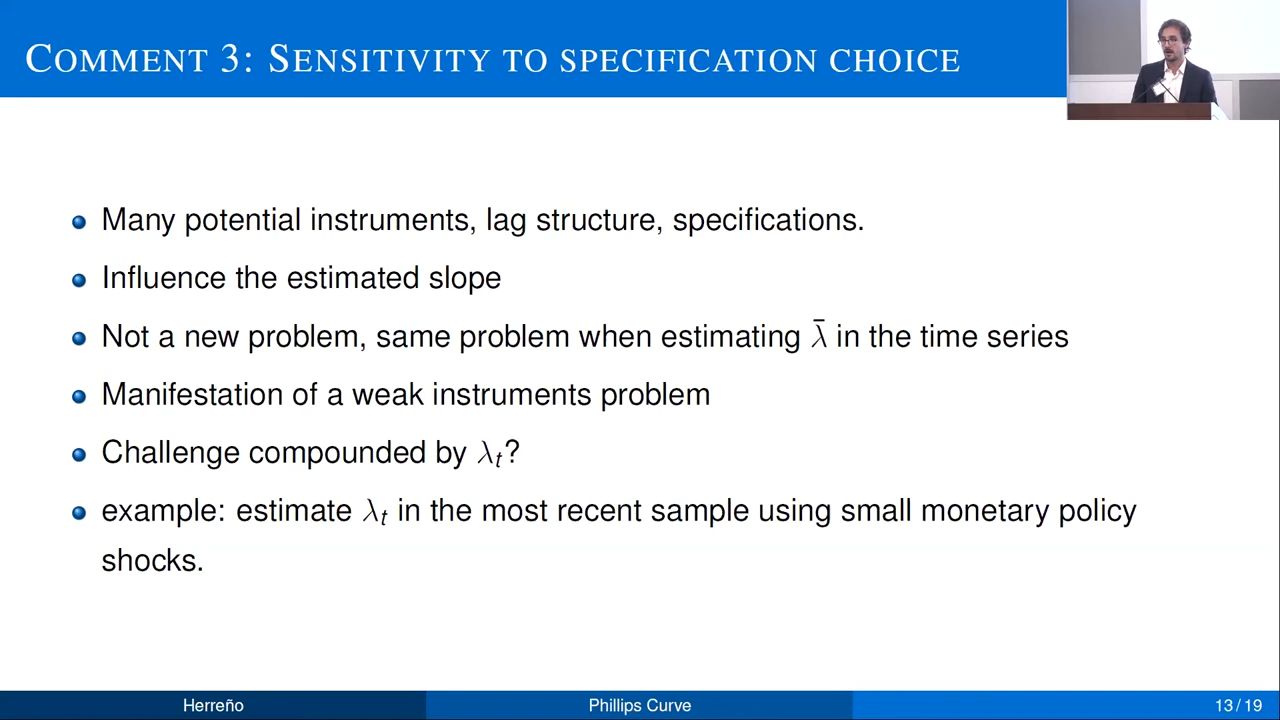 COMMENT 3: SENSITIVITY TO SPECIFICATION CHOICE
Many potential instruments, lag structure, specifications.
Influence the estimated slope
Not a new problem, same problem when estimating λ̄ in the time series
Manifestation of a weak instruments problem
Challenge compounded by λₜ?
example: estimate λₜ in the most recent sample using small monetary policy
shocks.
Herreño Phillips Curve 13 / 19